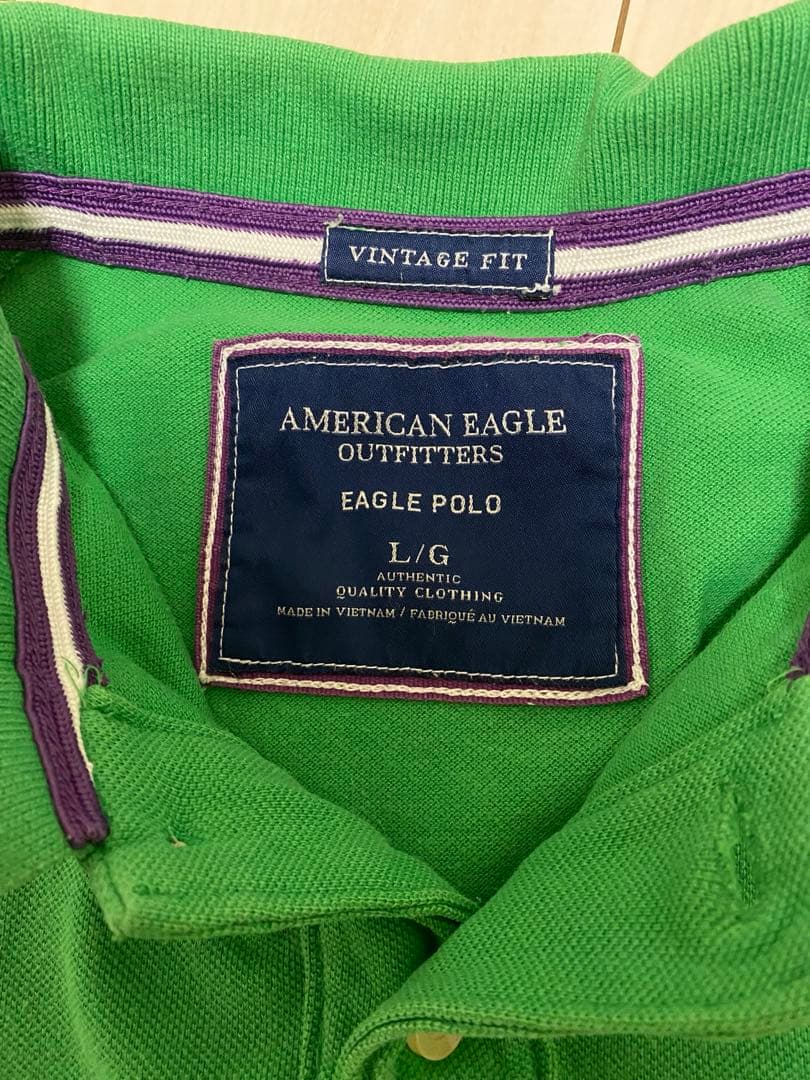 VINTAGE FIT
AMERICAN EAGLE
OUTFITTERS
EAGLE POLO
L/G
AUTHENTIC
QUALITY CLOTHING
MADE IN VIETNAM / FABRIQUÉ AU VIETNAM